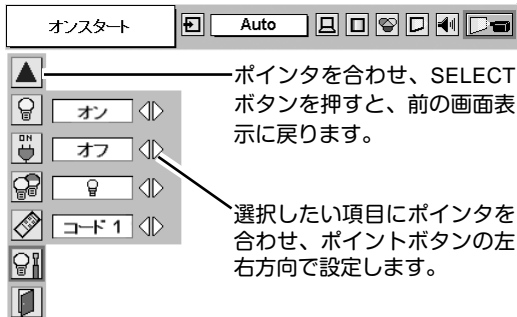 オンスタート
Auto
ポインタを合わせ、SELECT
ボタンを押すと、前の画面表
示に戻ります。
オン
ON
オフ
コード 1
選択したい項目にポインタを
合わせ、ポイントボタンの左
右方向で設定します。